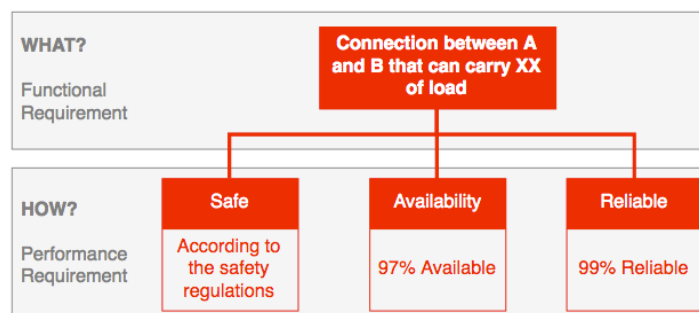 WHAT?
Functional
Requirement
Connection between A
and B that can carry XX
of load
HOW?
Performance
Requirement
Safe
According to
the safety
regulations
Availability
97% Available
Reliable
99% Reliable